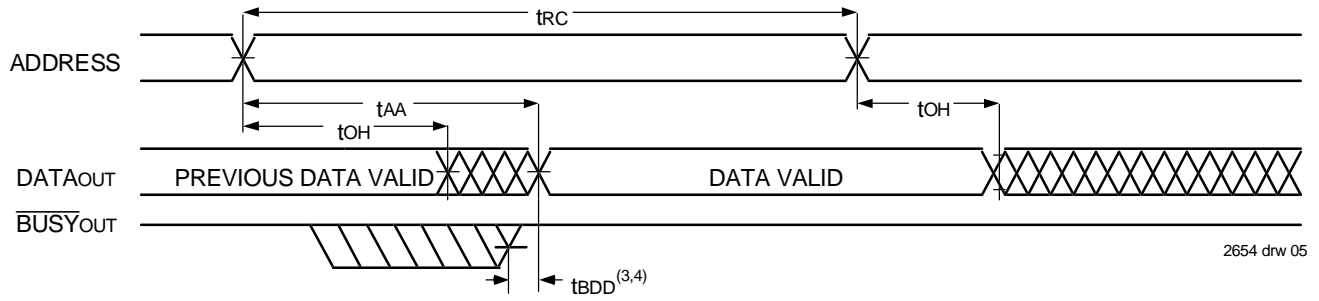 tRC
ADDRESS
tAA
tOH
tOH
DATAOUT
PREVIOUS DATA VALID
DATA VALID
BUSYOUT
2654 drw 05
tBDD(3,4)